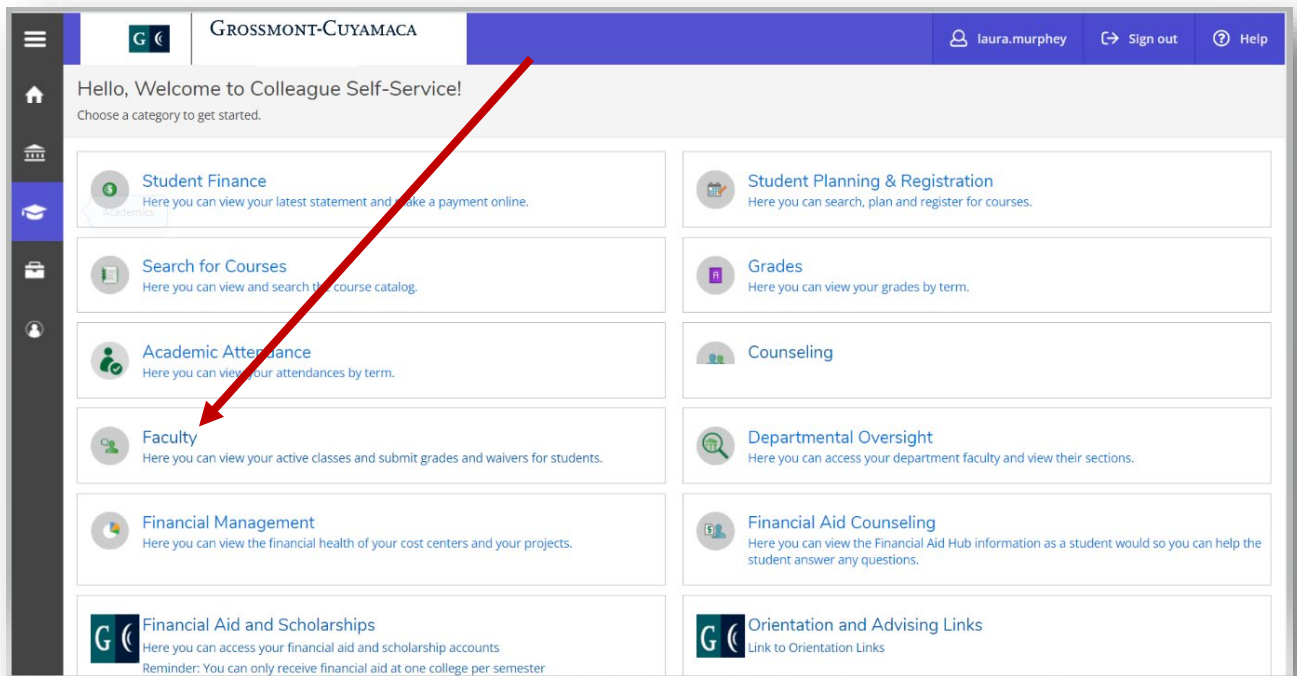 G C GROSSMONT-CUYAMACA
laura.murphey Sign out Help
Hello, Welcome to Colleague Self-Service!
Choose a category to get started.
Student Finance
Here you can view your latest statement and make a payment online.
Academics
Student Planning & Registration
Here you can search, plan and register for courses.
Search for Courses
Here you can view and search the course catalog.
Grades
Here you can view your grades by term.
Academic Attendance
Here you can view your attendances by term.
Counseling
Faculty
Here you can view your active classes and submit grades and waivers for students.
Departmental Oversight
Here you can access your department faculty and view their sections.
Financial Management
Here you can view the financial health of your cost centers and your projects.
Financial Aid Counseling
Here you can view the Financial Aid Hub information as a student would so you can help the
student answer any questions.
G C Financial Aid and Scholarships
Here you can access your financial aid and scholarship accounts
Reminder: You can only receive financial aid at one college per semester
G C Orientation and Advising Links
Link to Orientation Links